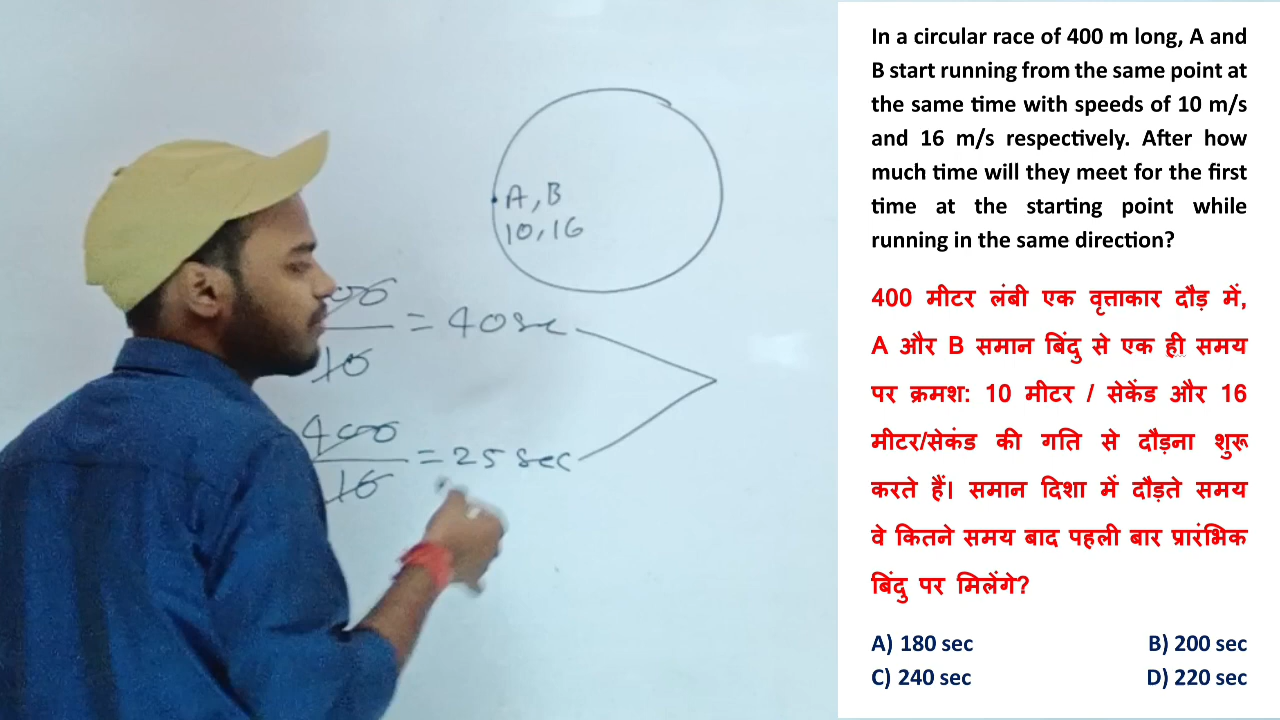 A, B
10, 16
= 40 sec
10
400
= 25 sec
16
In a circular race of 400 m long, A and
B start running from the same point at
the same time with speeds of 10 m/s
and 16 m/s respectively. After how
much time will they meet for the first
time at the starting point while
running in the same direction?
400 मीटर लंबी एक वृत्ताकार दौड़ में,
A और B समान बिंदु से एक ही समय
पर क्रमश: 10 मीटर / सेकेंड और 16
मीटर/सेकंड की गति से दौड़ना शुरू
करते हैं। समान दिशा में दौड़ते समय
वे कितने समय बाद पहली बार प्रारंभिक
बिंदु पर मिलेंगे?
A) 180 sec B) 200 sec
C) 240 sec D) 220 sec